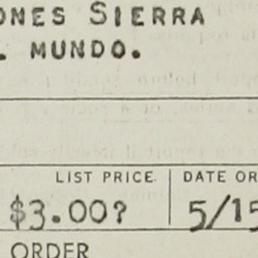 ONES SIERRA
. MUNDO.
LIST PRICE. DATE OR
$3.00? 5/15
ORDER